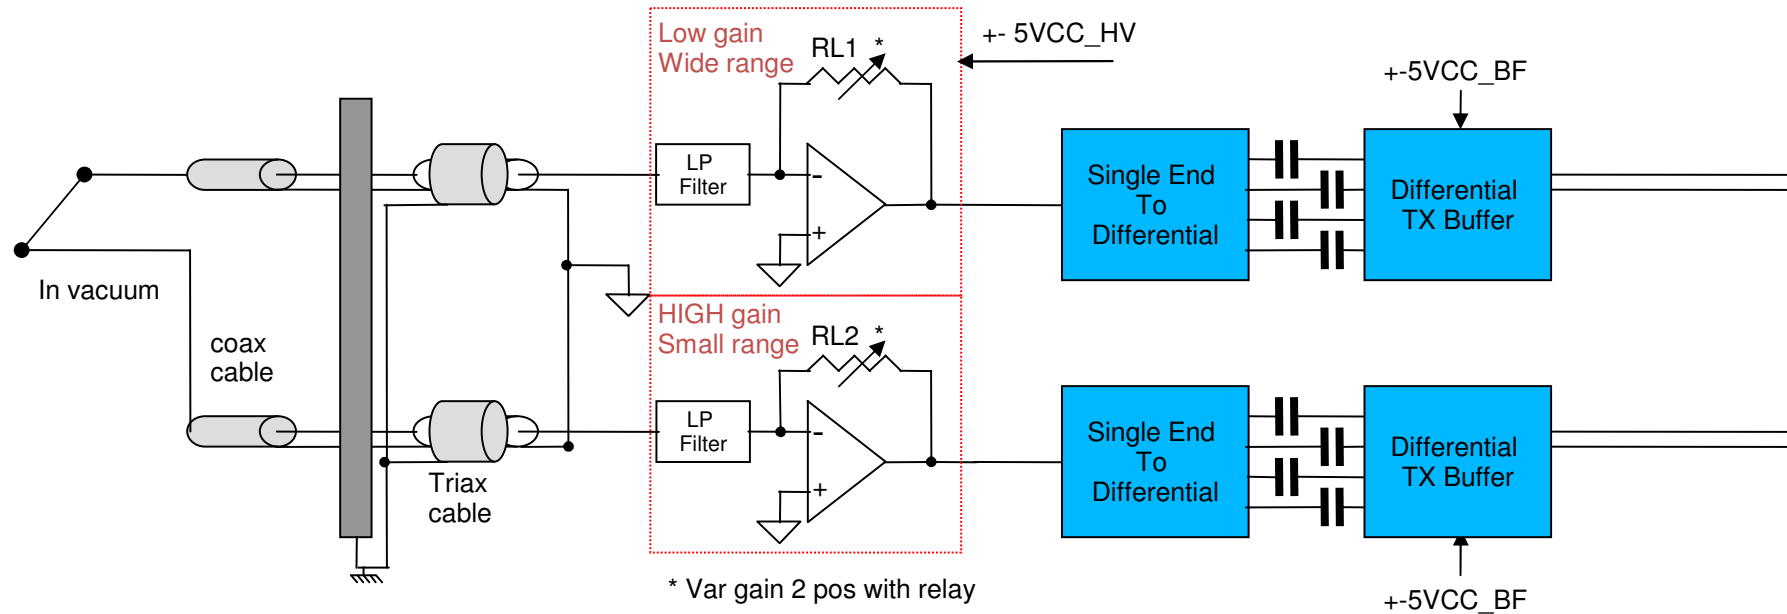 Low gain
Wide range
RL1 *
+- 5VCC_HV
+-5VCC_BF
LP
Filter
-
+
Single End
To
Differential
Differential
TX Buffer
In vacuum
coax
cable
HIGH gain
Small range
RL2 *
LP
Filter
-
+
Single End
To
Differential
Differential
TX Buffer
Triax
cable
* Var gain 2 pos with relay
+-5VCC_BF